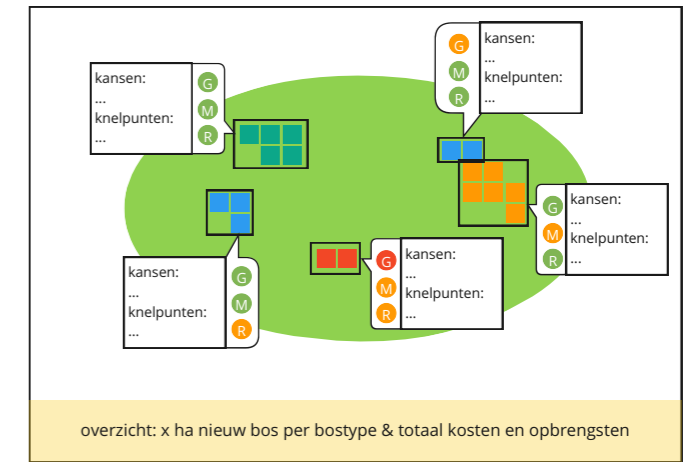 kansen:
...
knelpunten:
...
G
M
R
G
M
R
kansen:
...
knelpunten:
...
G
M
R
kansen:
...
knelpunten:
...
kansen:
...
knelpunten:
...
G
M
R
G
M
R
kansen:
...
knelpunten:
...
overzicht: x ha nieuw bos per bostype & totaal kosten en opbrengsten